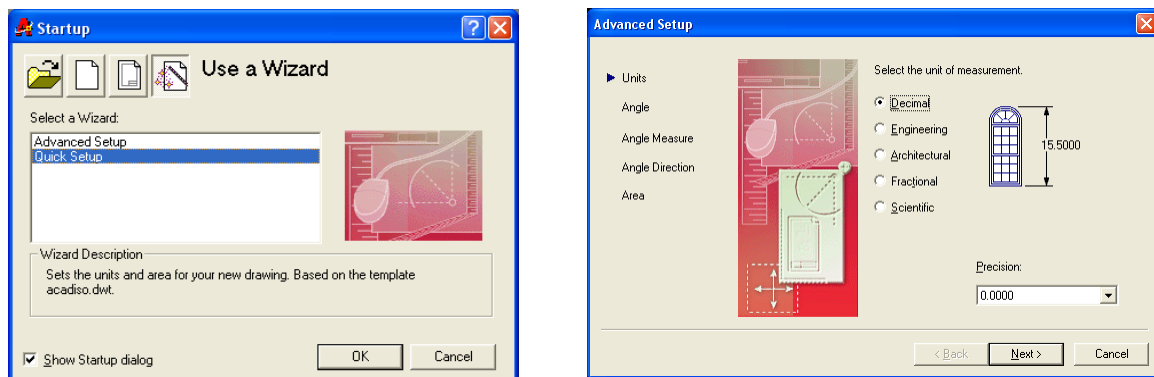 Startup
Use a Wizard
Select a Wizard:
Advanced Setup
Quick Setup
Wizard Description
Sets the units and area for your new drawing. Based on the template
acadiso.dwt.
Show Startup dialog
OK
Cancel
Advanced Setup
Units
Angle
Angle Measure
Angle Direction
Area
Select the unit of measurement.
Decimal
Engineering
Architectural
Fractional
Scientific
15.5000
Precision:
0.0000
< Back
Next >
Cancel